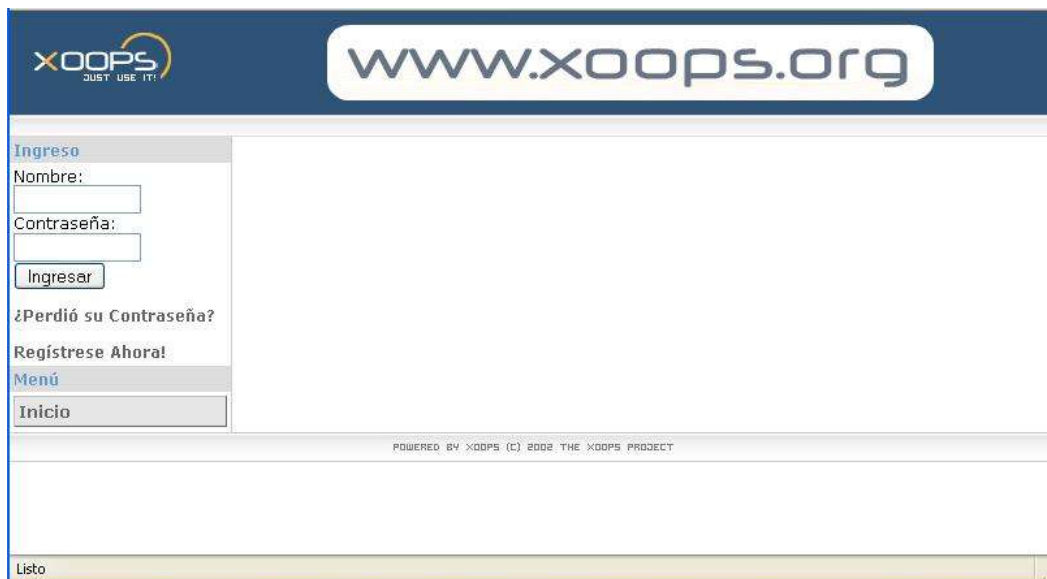 XOOPS
JUST USE IT!
www.xoops.org
Ingreso
Nombre:
Contraseña:
Ingresar
¿Perdió su Contraseña?
Regístrese Ahora!
Menú
Inicio
POWERED BY XOOPS (C) 2002 THE XOOPS PROJECT
Listo